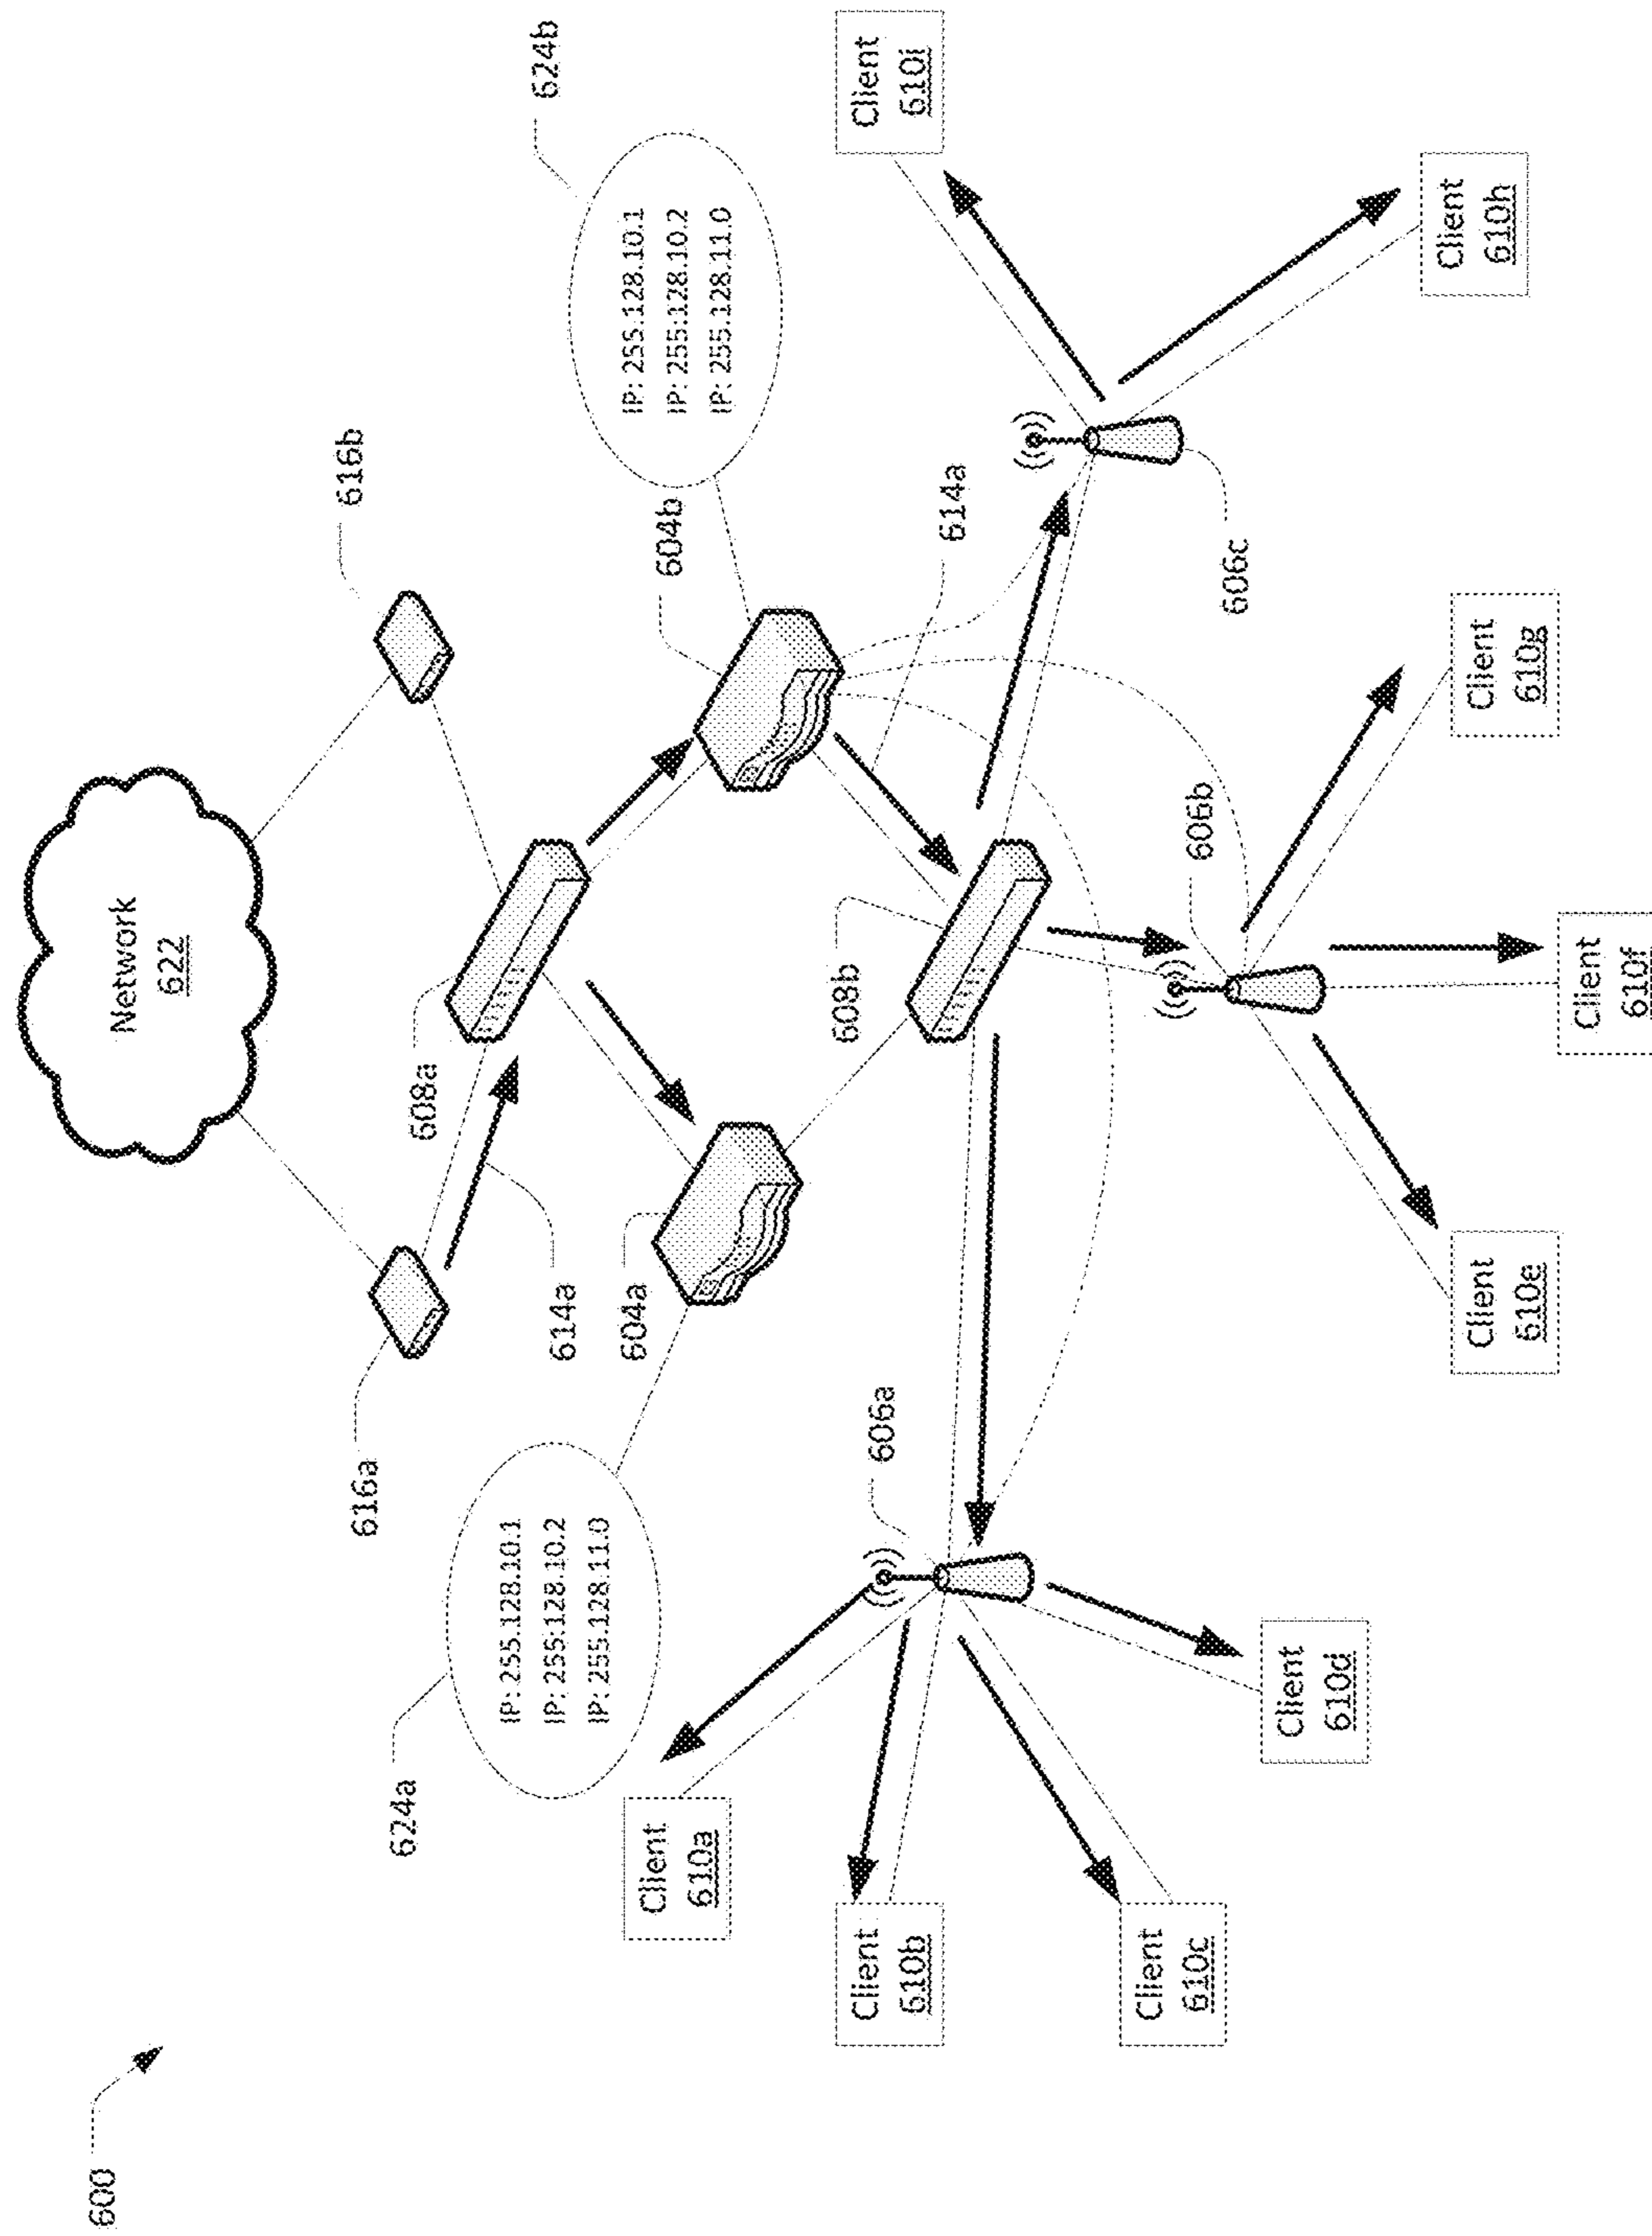 600
Network
622
616a
616b
608a
614a
604a
604b
624a
IP: 255.128.10.1
IP: 255:128.10.2
IP: 255.128.11.0
624b
IP: 255.128.10.1
IP: 255:128.10.2
IP: 255.128.11.0
614a
608b
606a
606b
606c
Client
610a
Client
610b
Client
610c
Client
610d
Client
610e
Client
610f
Client
610g
Client
610h
Client
610i